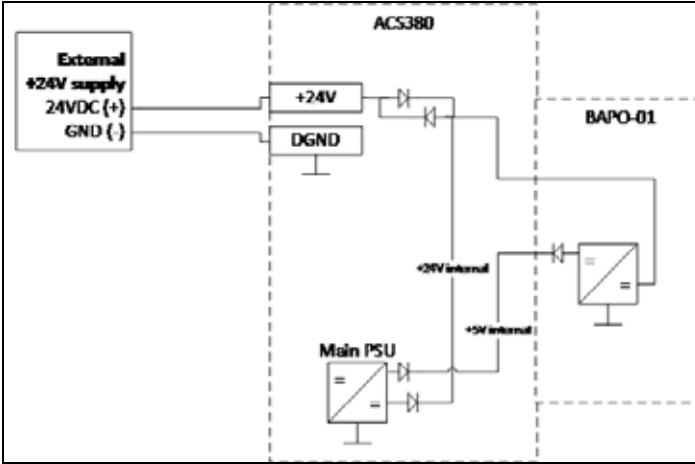 ACS380
External
+24V supply
24VDC (+)
GND (-)
+24V
DGND
BAPO-01
+24V internal
+5V internal
Main PSU